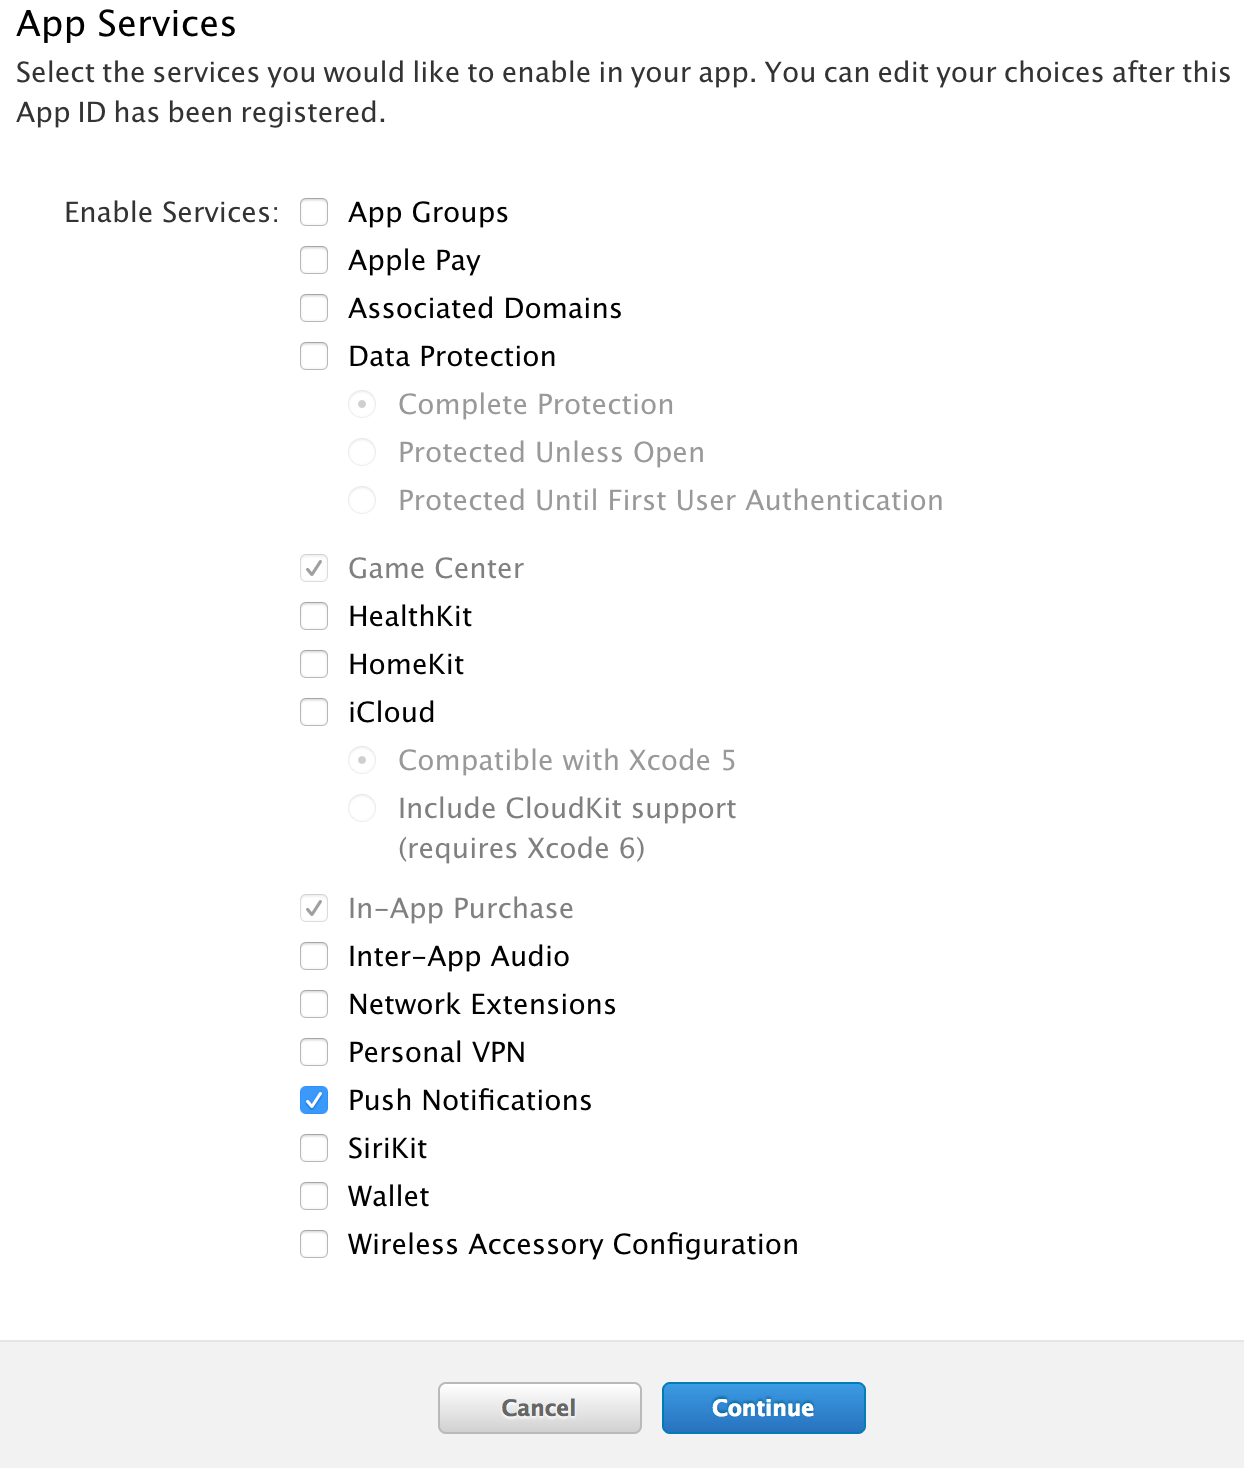 App Services
Select the services you would like to enable in your app. You can edit your choices after this
App ID has been registered.
Enable Services:
App Groups
Apple Pay
Associated Domains
Data Protection
Complete Protection
Protected Unless Open
Protected Until First User Authentication
Game Center
HealthKit
HomeKit
iCloud
Compatible with Xcode 5
Include CloudKit support
(requires Xcode 6)
In-App Purchase
Inter-App Audio
Network Extensions
Personal VPN
Push Notifications
SiriKit
Wallet
Wireless Accessory Configuration
Cancel
Continue